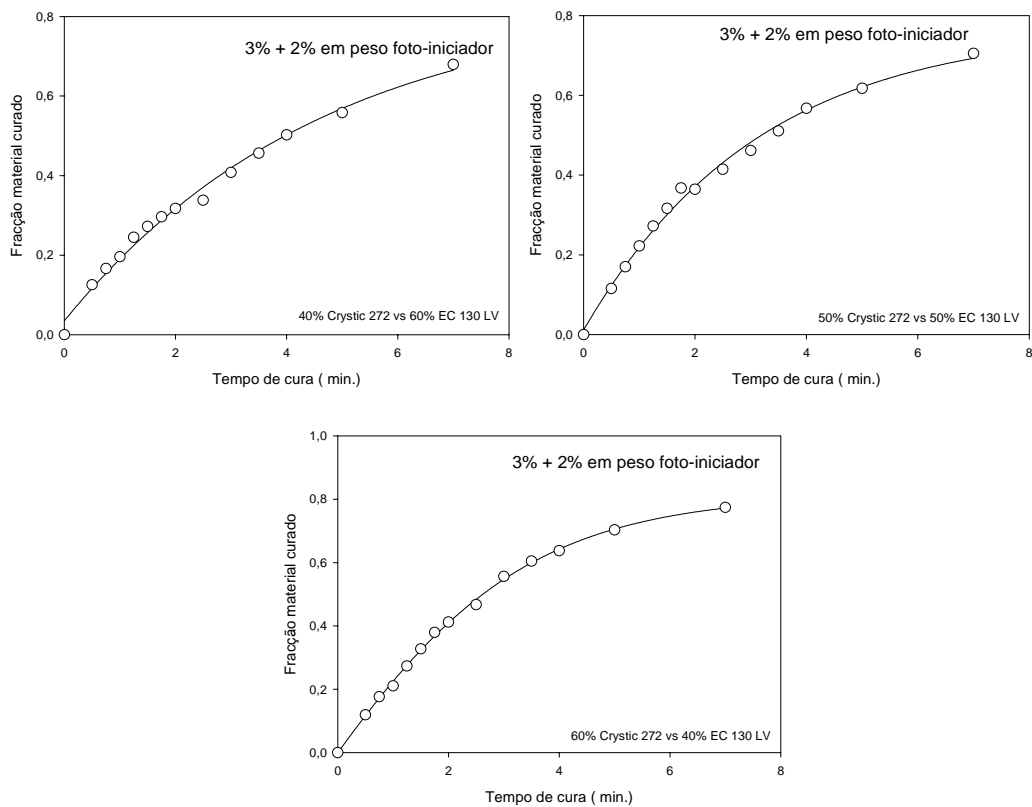 3% + 2% em peso foto-iniciador
Fracção material curado
0,8
0,6
0,4
0,2
0,0
40% Crystic 272 vs 60% EC 130 LV
0 2 4 6 8
Tempo de cura ( min.)
3% + 2% em peso foto-iniciador
Fracção material curado
0,8
0,6
0,4
0,2
0,0
50% Crystic 272 vs 50% EC 130 LV
0 2 4 6 8
Tempo de cura ( min.)
3% + 2% em peso foto-iniciador
Fracção material curado
1,0
0,8
0,6
0,4
0,2
0,0
60% Crystic 272 vs 40% EC 130 LV
0 2 4 6 8
Tempo de cura ( min.)